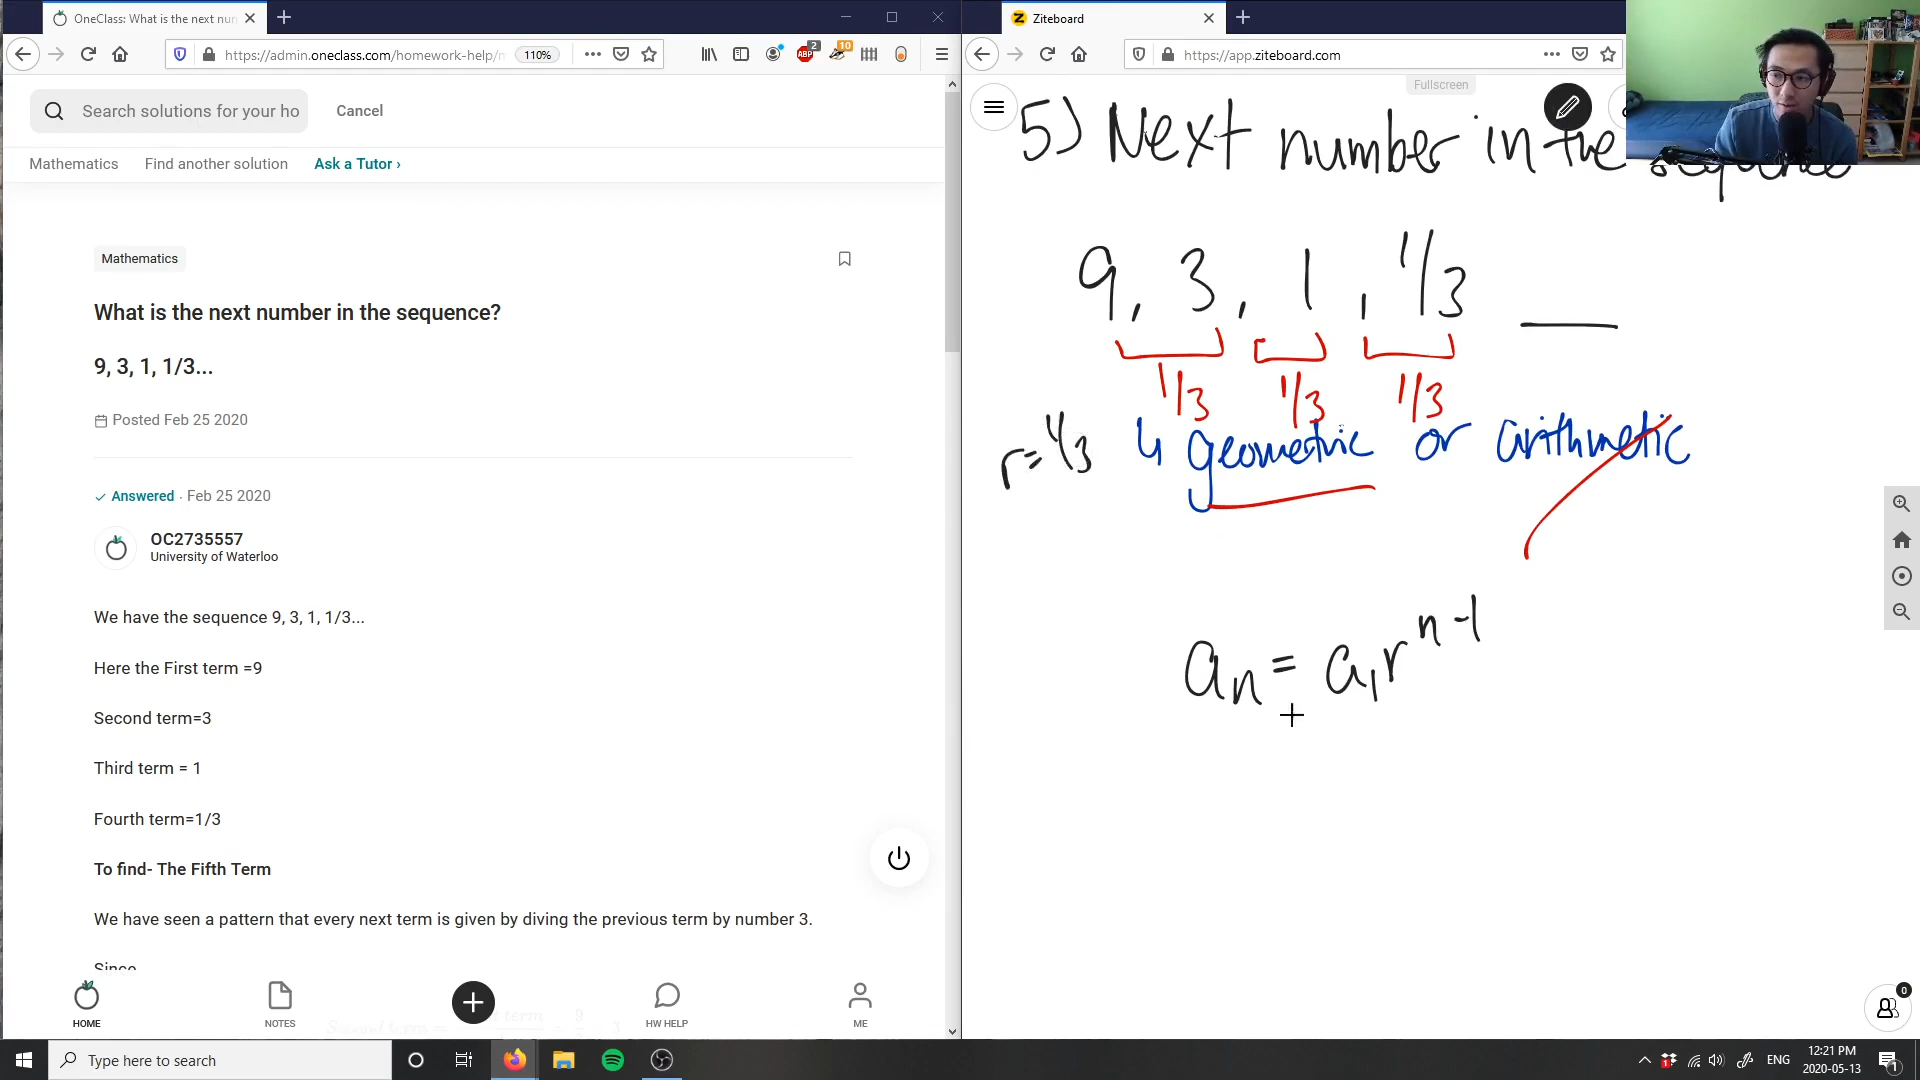 OneClass: What is the next nun
Ziteboard
https://admin.oneclass.com/homework-help/m
110%
2
10
https://app.ziteboard.com
Fullscreen
Search solutions for your ho
Cancel
Mathematics
Find another solution
Ask a Tutor ›
Mathematics
What is the next number in the sequence?
9, 3, 1, 1/3...
Posted Feb 25 2020
Answered · Feb 25 2020
OC2735557
University of Waterloo
We have the sequence 9, 3, 1, 1/3...
Here the First term =9
Second term=3
Third term = 1
Fourth term=1/3
To find- The Fifth Term
We have seen a pattern that every next term is given by diving the previous term by number 3.
Since
HOME
NOTES
HW HELP
ME
5) Next number in the sequence
9, 3, 1, 1/3 ___
1/3 1/3 1/3
r=1/3 geometric or arithmetic
an = a1r^n-1
0
Type here to search
ENG
12:21 PM
2020-05-13
1